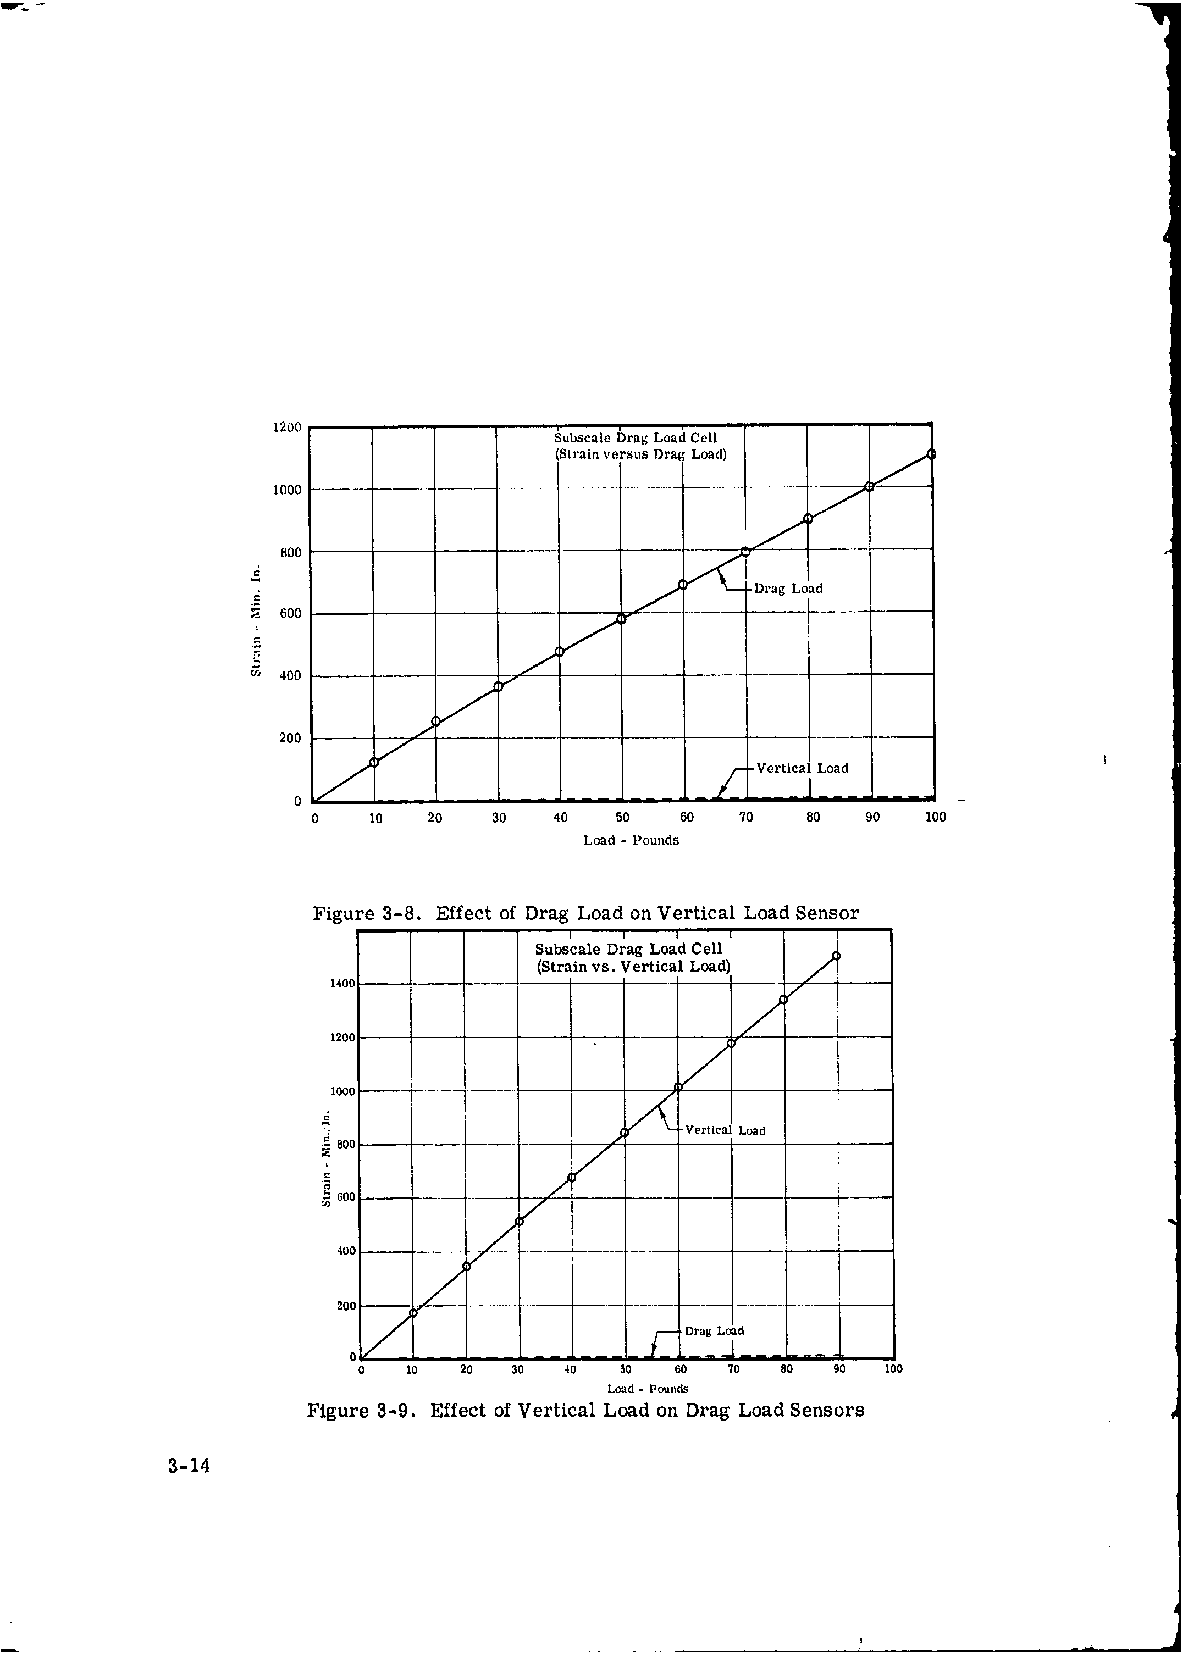 1200
Subscale Drag Load Cell
(Strain versus Drag Load)
1000
800
Drag Load
600
Strain - Min. In.
400
200
Vertical Load
0
0 10 20 30 40 50 60 70 80 90 100
Load - Pounds
Figure 3-8. Effect of Drag Load on Vertical Load Sensor
Subscale Drag Load Cell
(Strain vs. Vertical Load)
1400
1200
1000
Vertical Load
800
Strain - Min. In.
600
400
200
Drag Load
0
0 10 20 30 40 50 60 70 80 90 100
Load - Pounds
Figure 3-9. Effect of Vertical Load on Drag Load Sensors
3-14